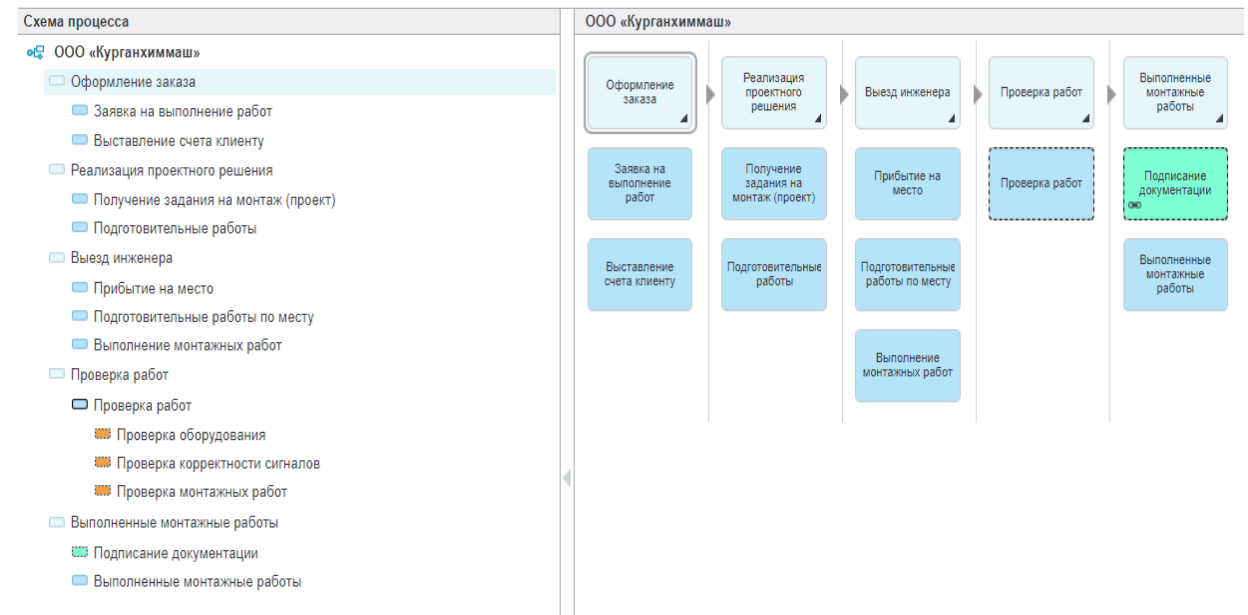 Схема процесса
ООО «Курганхиммаш»
Оформление заказа
Заявка на выполнение работ
Выставление счета клиенту
Реализация проектного решения
Получение задания на монтаж (проект)
Подготовительные работы
Выезд инженера
Прибытие на место
Подготовительные работы по месту
Выполнение монтажных работ
Проверка работ
Проверка работ
Проверка оборудования
Проверка корректности сигналов
Проверка монтажных работ
Выполненные монтажные работы
Подписание документации
Выполненные монтажные работы
ООО «Курганхиммаш»
Оформление
заказа
Реализация
проектного
решения
Выезд инженера
Проверка работ
Выполненные
монтажные
работы
Заявка на
выполнение
работ
Получение
задания на
монтаж (проект)
Прибытие на
место
Проверка работ
Подписание
документации
Выставление
счета клиенту
Подготовительные
работы
Подготовительные
работы по месту
Выполненные
монтажные
работы
Выполнение
монтажных работ